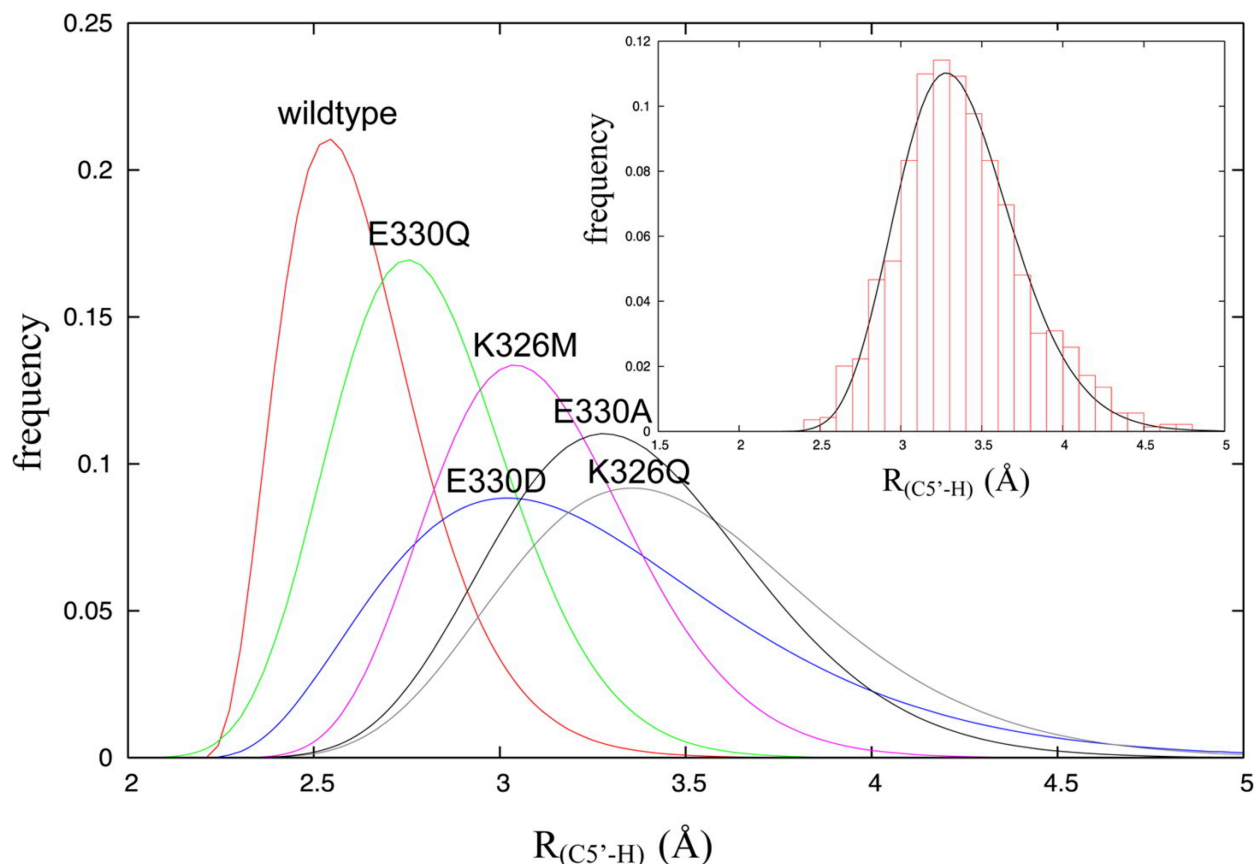 0.25
0.2
0.15
0.1
0.05
0
frequency
2
2.5
3
3.5
4
4.5
5
R(C5'-H) (Å)
wildtype
E330Q
K326M
E330A
E330D
K326Q
0.12
0.1
0.08
0.06
0.04
0.02
0
frequency
1.5
2
2.5
3
3.5
4
4.5
5
R(C5'-H) (Å)